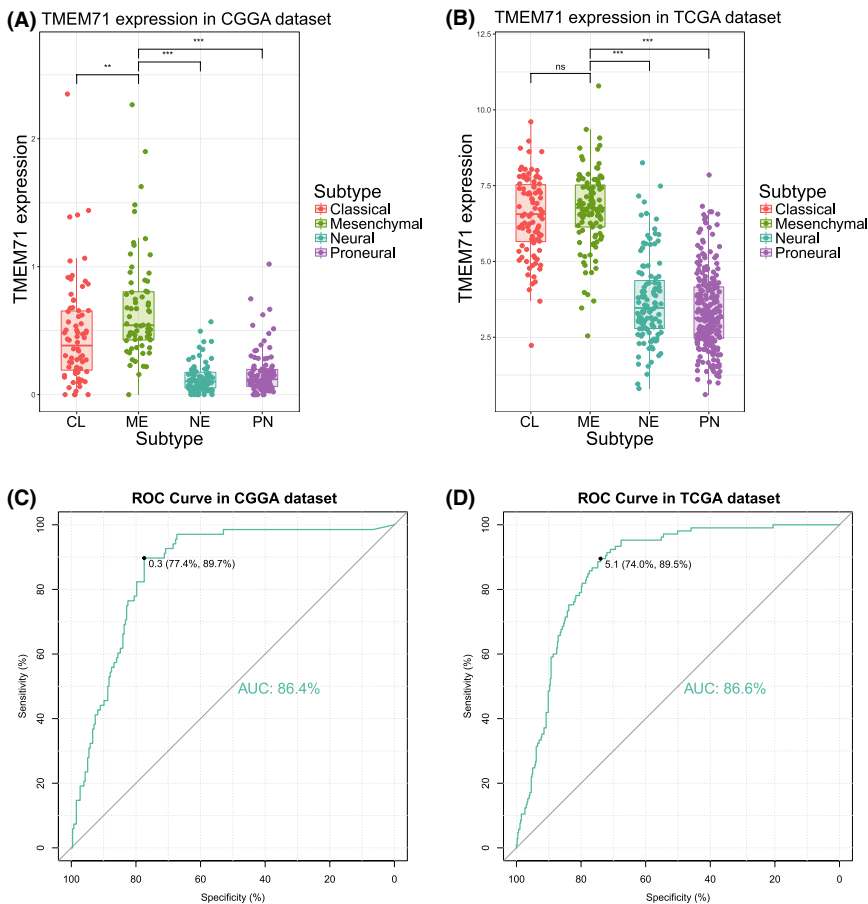 (A) TMEM71 expression in CGGA dataset
***
***
**
2
1
0
TMEM71 expression
CL ME NE PN
Subtype
Subtype
Classical
Mesenchymal
Neural
Proneural
(B) TMEM71 expression in TCGA dataset
12.5
***
***
ns
10.0
7.5
5.0
2.5
TMEM71 expression
CL ME NE PN
Subtype
Subtype
Classical
Mesenchymal
Neural
Proneural
(C) ROC Curve in CGGA dataset
100
80
60
40
20
0
Sensitivity (%)
0.3 (77.4%, 89.7%)
AUC: 86.4%
100 80 60 40 20 0
Specificity (%)
(D) ROC Curve in TCGA dataset
100
80
60
40
20
0
Sensitivity (%)
5.1 (74.0%, 89.5%)
AUC: 86.6%
100 80 60 40 20 0
Specificity (%)